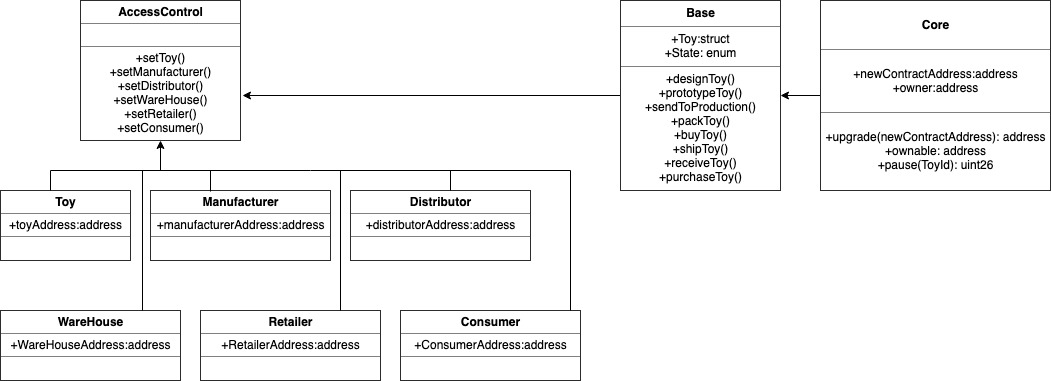 AccessControl
+setToy()
+setManufacturer()
+setDistributor()
+setWareHouse()
+setRetailer()
+setConsumer()
Base
+Toy:struct
+State: enum
+designToy()
+prototypeToy()
+sendToProduction()
+packToy()
+buyToy()
+shipToy()
+receiveToy()
+purchaseToy()
Core
+newContractAddress:address
+owner:address
+upgrade(newContractAddress): address
+ownable: address
+pause(ToyId): uint26
Toy
+toyAddress:address
Manufacturer
+manufacturerAddress:address
Distributor
+distributorAddress:address
WareHouse
+WareHouseAddress:address
Retailer
+RetailerAddress:address
Consumer
+ConsumerAddress:address